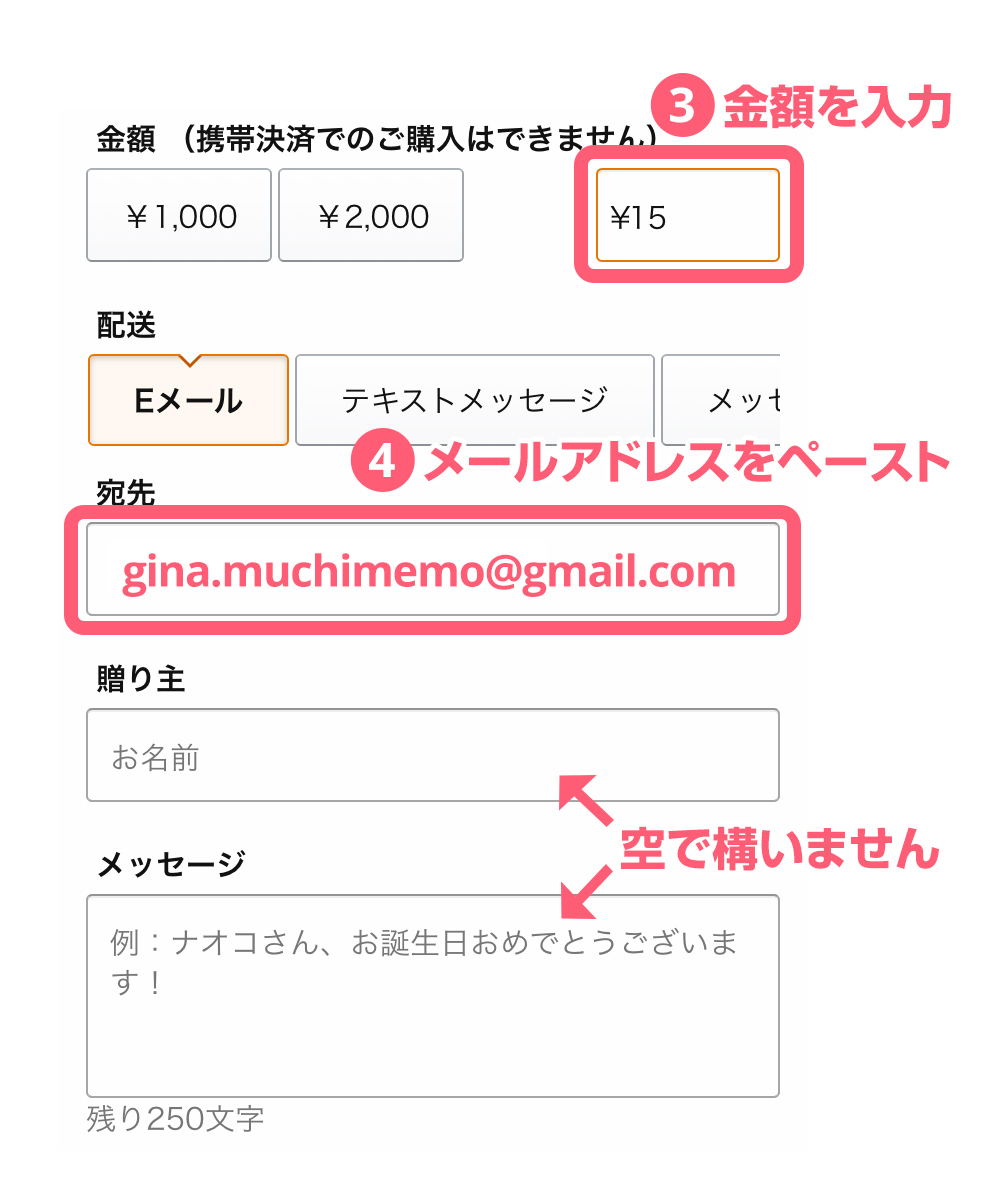 3 金額を入力
金額 （携帯決済でのご購入はできません）
￥1,000
￥2,000
¥15
配送
Eメール
テキストメッセージ
メッセ
4 メールアドレスをペースト
宛先
gina.muchimemo@gmail.com
贈り主
お名前
空で構いません
メッセージ
例：ナオコさん、お誕生日おめでとうございま
す！
残り250文字